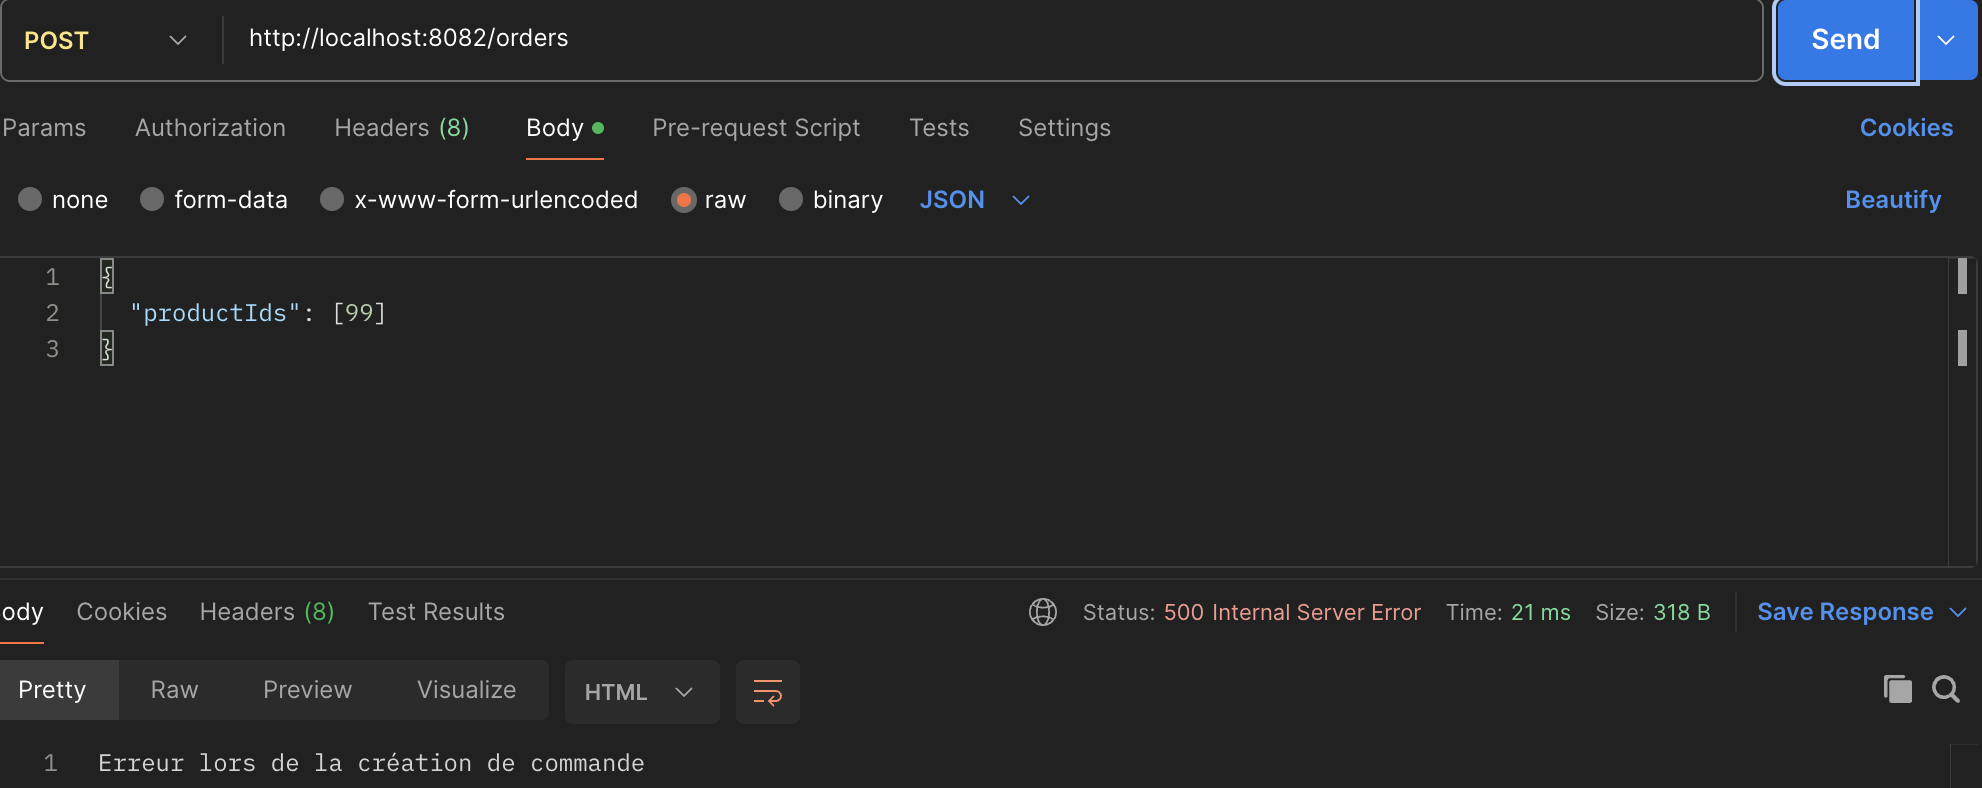 POST http://localhost:8082/orders Send
Params Authorization Headers (8) Body Pre-request Script Tests Settings Cookies
none form-data x-www-form-urlencoded raw binary JSON Beautify
1 {
2 "productIds": [99]
3 }
ody Cookies Headers (8) Test Results Status: 500 Internal Server Error Time: 21 ms Size: 318 B Save Response
Pretty Raw Preview Visualize HTML
1 Erreur lors de la création de commande